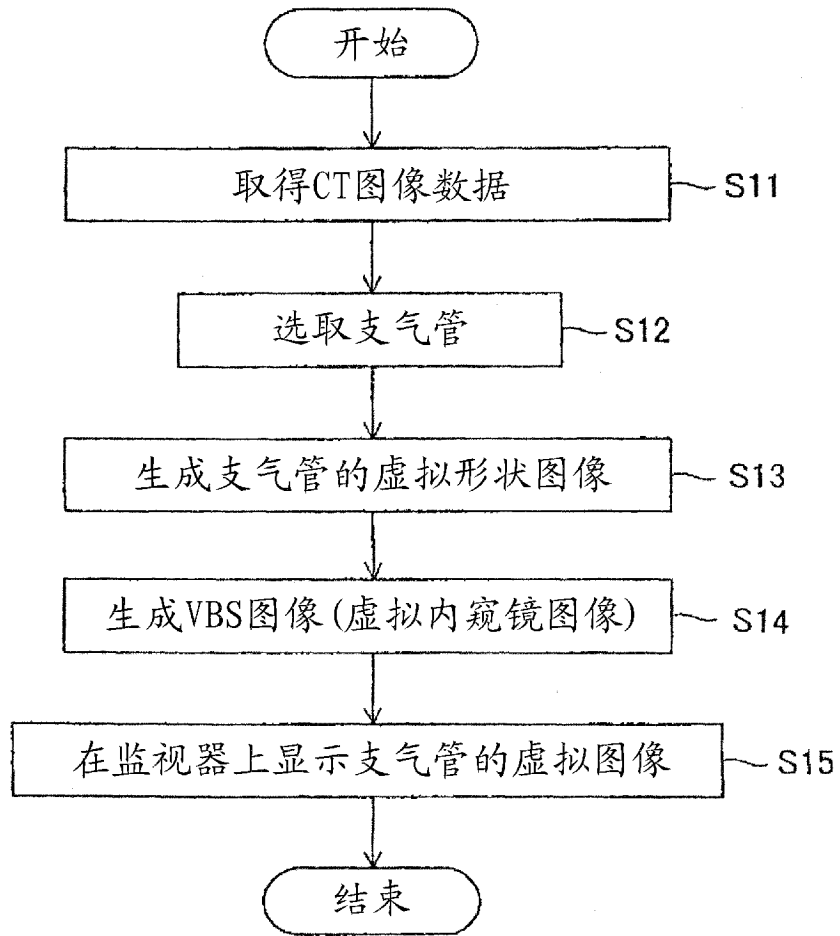 开始
取得CT图像数据
S11
选取支气管
S12
生成支气管的虚拟形状图像
S13
生成VBS图像(虚拟内窥镜图像)
S14
在监视器上显示支气管的虚拟图像
S15
结束